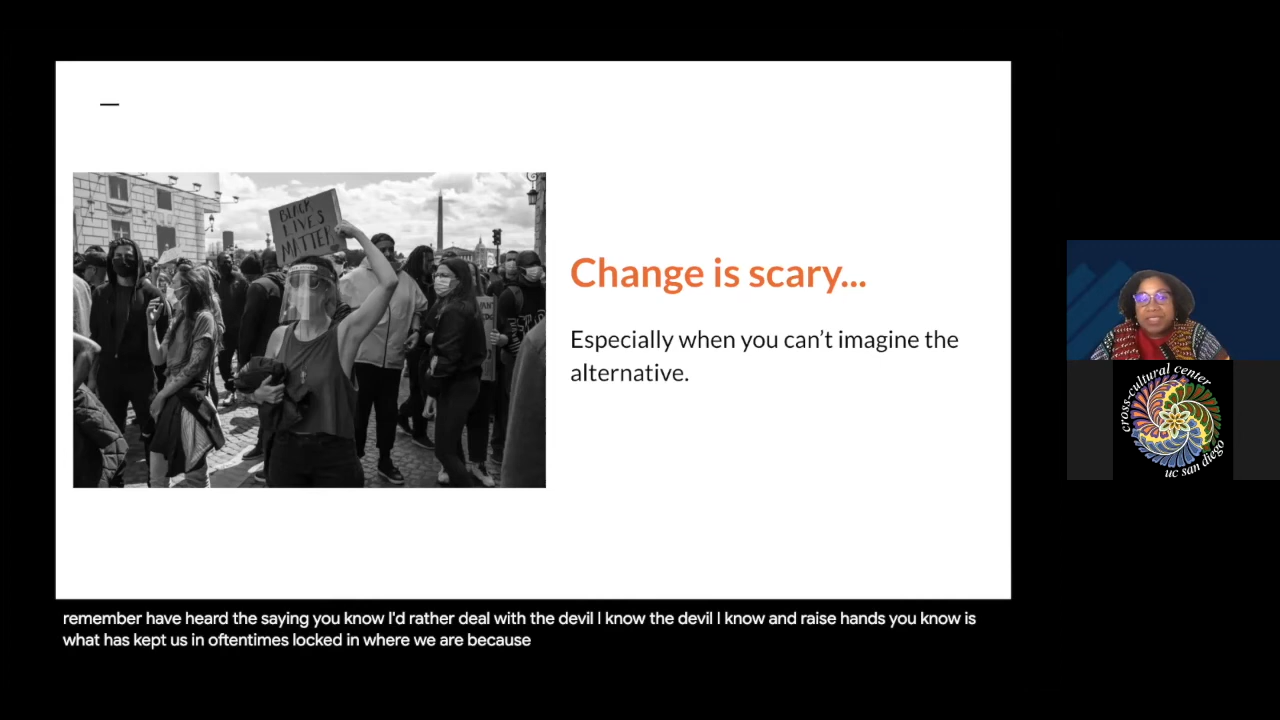 BLACK
LIVES
MATTER
Change is scary...
Especially when you can't imagine the
alternative.
cross-cultural center
uc san diego
remember have heard the saying you know I'd rather deal with the devil I know the devil I know and raise hands you know is
what has kept us in oftentimes locked in where we are because